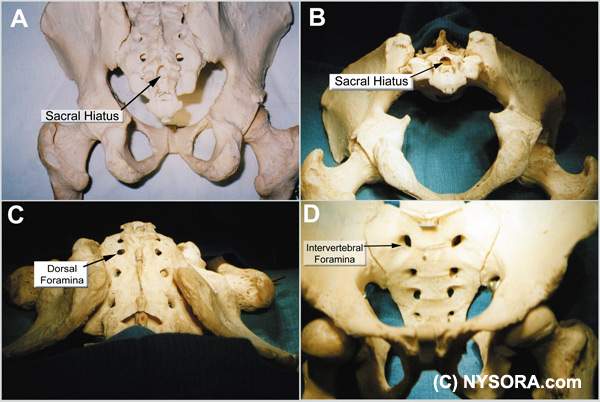 A
Sacral Hiatus
B
Sacral Hiatus
C
Dorsal
Foramina
D
Intervertebral
Foramina
(C) NYSORA.com